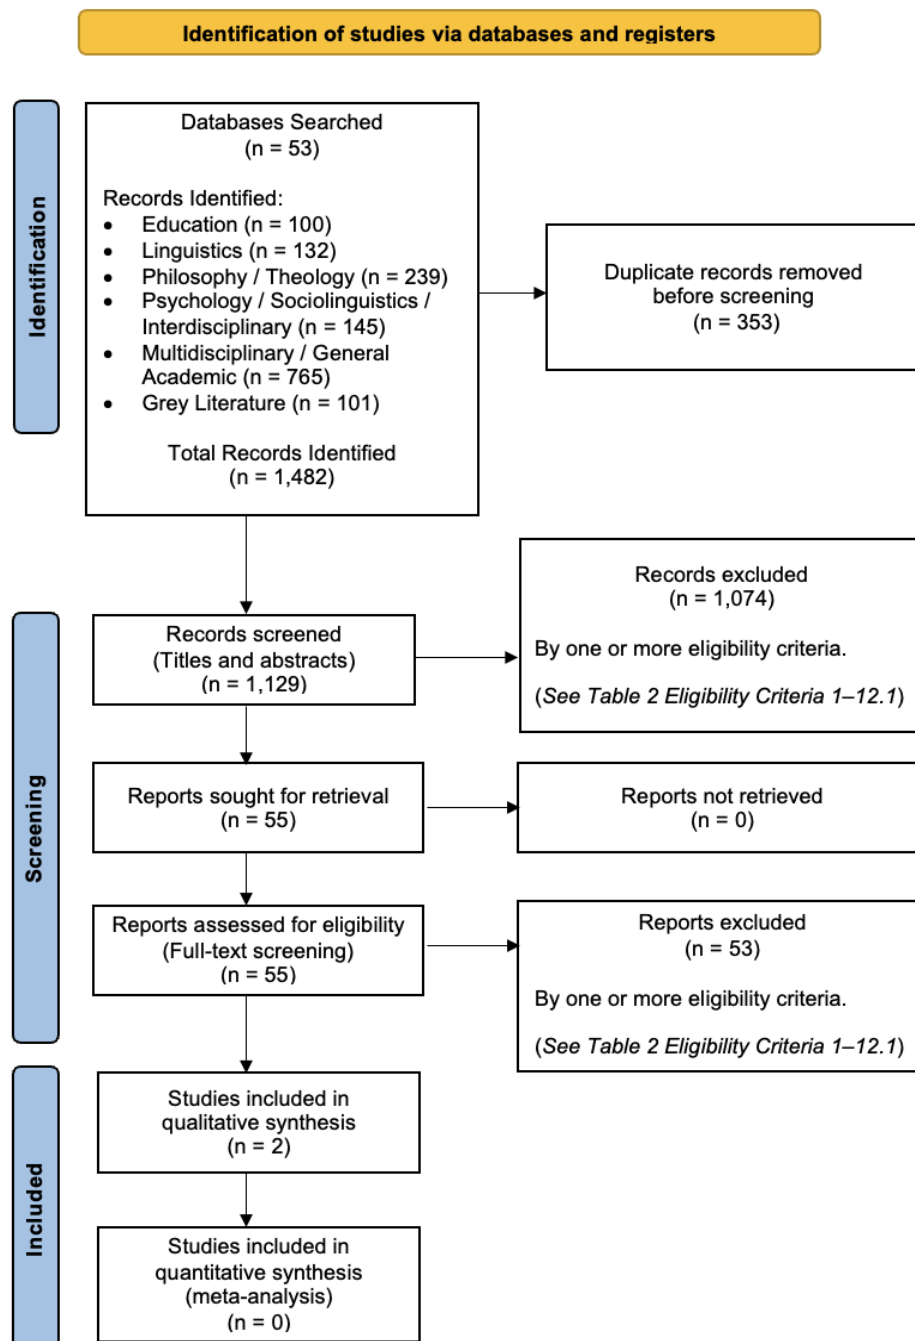 Identification of studies via databases and registers
Identification
Databases Searched
(n = 53)
Records Identified:
• Education (n = 100)
• Linguistics (n = 132)
• Philosophy / Theology (n = 239)
• Psychology / Sociolinguistics /
Interdisciplinary (n = 145)
• Multidisciplinary / General
Academic (n = 765)
• Grey Literature (n = 101)
Total Records Identified
(n = 1,482)
Duplicate records removed
before screening
(n = 353)
Screening
Records screened
(Titles and abstracts)
(n = 1,129)
Records excluded
(n = 1,074)
By one or more eligibility criteria.
(See Table 2 Eligibility Criteria 1–12.1)
Reports sought for retrieval
(n = 55)
Reports not retrieved
(n = 0)
Reports assessed for eligibility
(Full-text screening)
(n = 55)
Reports excluded
(n = 53)
By one or more eligibility criteria.
(See Table 2 Eligibility Criteria 1–12.1)
Included
Studies included in
qualitative synthesis
(n = 2)
Studies included in
quantitative synthesis
(meta-analysis)
(n = 0)